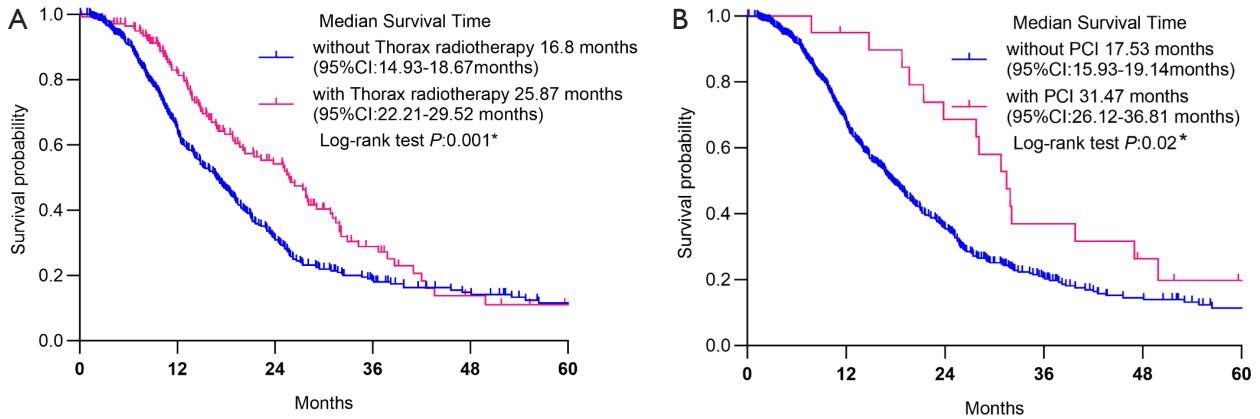 A
Median Survival Time
without Thorax radiotherapy 16.8 months
(95%CI:14.93-18.67months)
with Thorax radiotherapy 25.87 months
(95%CI:22.21-29.52 months)
Log-rank test P:0.001*
Survival probability
1.0
0.8
0.6
0.4
0.2
0.0
0 12 24 36 48 60
Months
B
Median Survival Time
without PCI 17.53 months
(95%CI:15.93-19.14months)
with PCI 31.47 months
(95%CI:26.12-36.81 months)
Log-rank test P:0.02*
Survival probability
1.0
0.8
0.6
0.4
0.2
0.0
0 12 24 36 48 60
Months